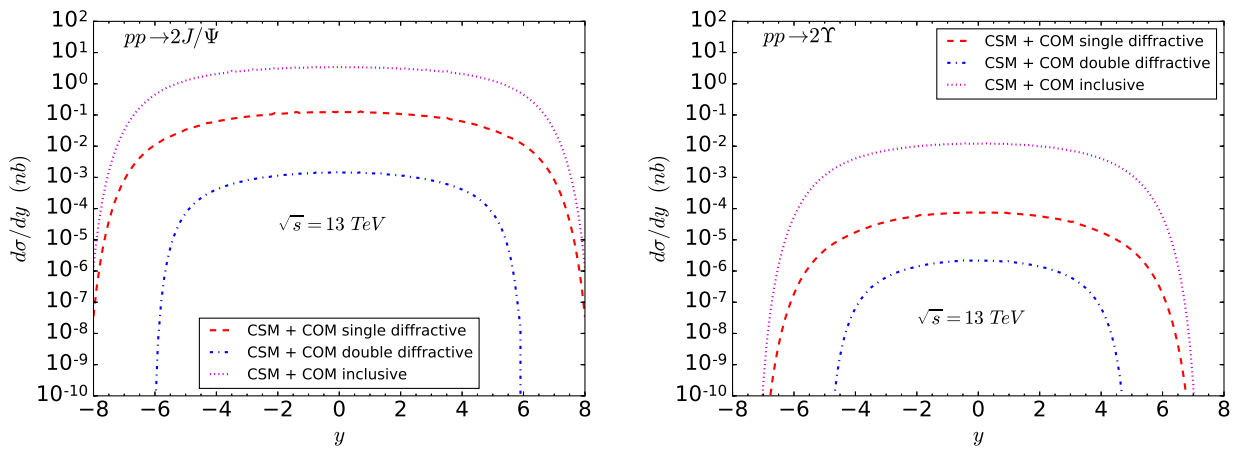 pp→2J/Ψ
10^2
10^1
10^0
10^-1
10^-2
10^-3
10^-4
10^-5
10^-6
10^-7
10^-8
10^-9
10^-10
dσ/dy (nb)
√s = 13 TeV
CSM + COM single diffractive
CSM + COM double diffractive
CSM + COM inclusive
−8 −6 −4 −2 0 2 4 6 8
y
pp→2Υ
CSM + COM single diffractive
CSM + COM double diffractive
CSM + COM inclusive
10^2
10^1
10^0
10^-1
10^-2
10^-3
10^-4
10^-5
10^-6
10^-7
10^-8
10^-9
10^-10
dσ/dy (nb)
√s = 13 TeV
−8 −6 −4 −2 0 2 4 6 8
y